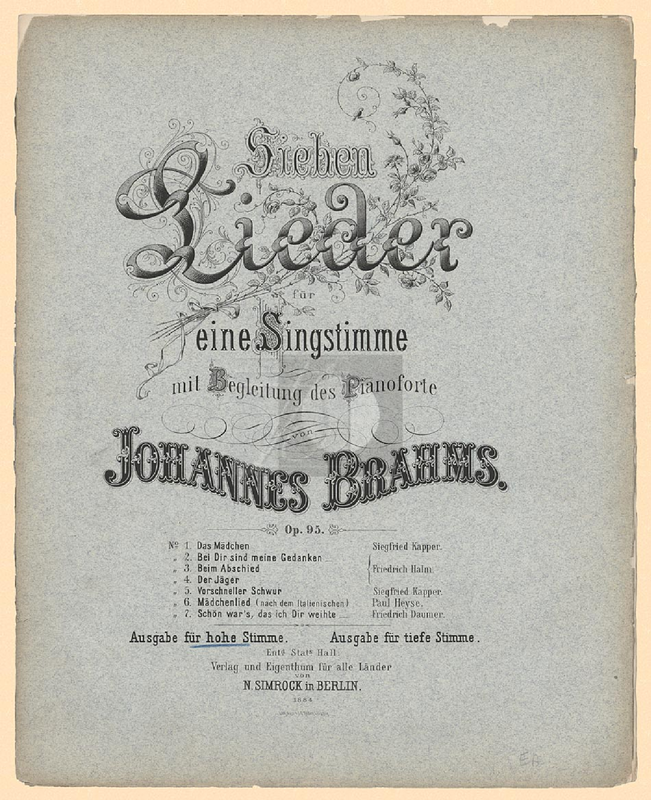 Sieben
Lieder
für
eine Singstimme
mit Begleitung des Pianoforte
von
JOHANNES BRAHMS.
Op. 95.
No 1. Das Mädchen Siegfried Kapper.
„ 2. Bei Dir sind meine Gedanken
„ 3. Beim Abschied Friedrich Halm.
„ 4. Der Jäger
„ 5. Vorschneller Schwur Siegfried Kapper.
„ 6. Mädchenlied (nach dem Italienischen) Paul Heyse.
„ 7. Schön war's, das ich Dir weihte Friedrich Daumer.
Ausgabe für hohe Stimme. Ausgabe für tiefe Stimme.
Entd. Stats. Hall.
Verlag und Eigenthum für alle Länder
von
N. SIMROCK in BERLIN.
1884